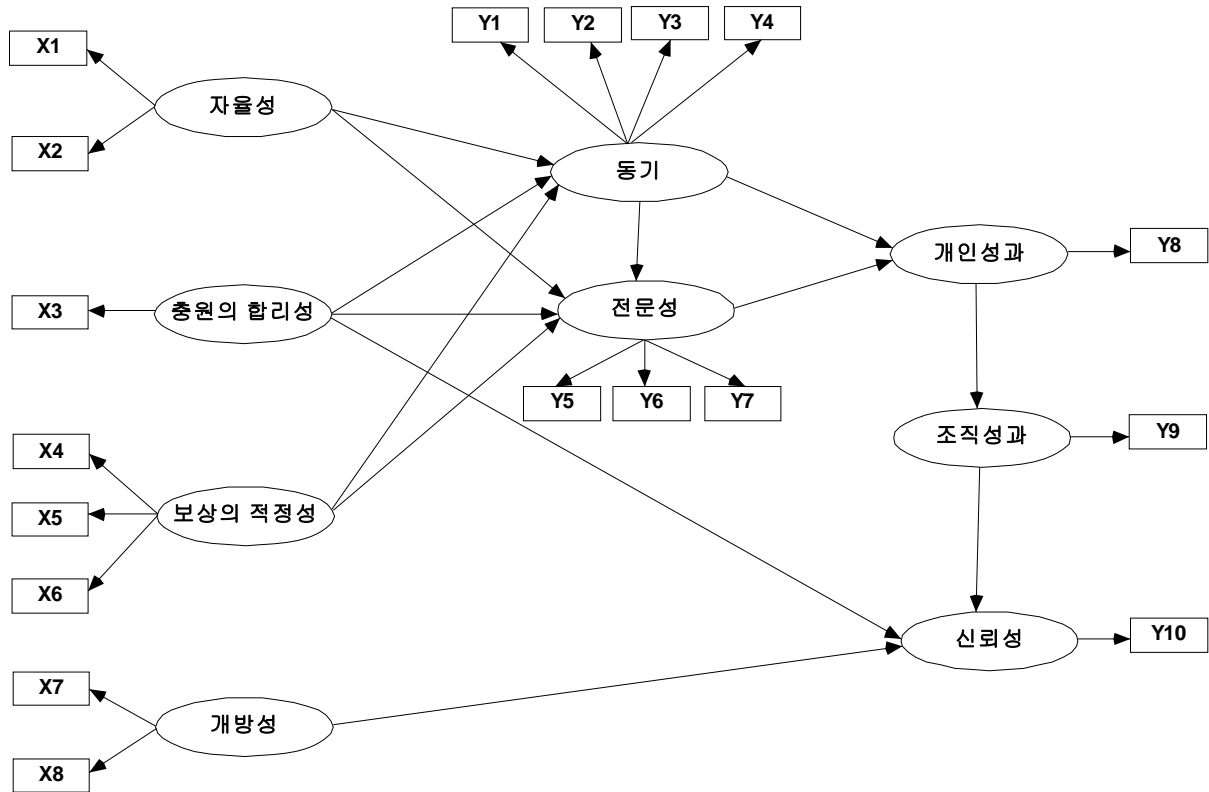 Y1
Y2
Y3
Y4
X1
자율성
X2
동기
개인성과
Y8
X3
충원의 합리성
전문성
Y5
Y6
Y7
X4
조직성과
Y9
X5
보상의 적정성
X6
신뢰성
Y10
X7
개방성
X8